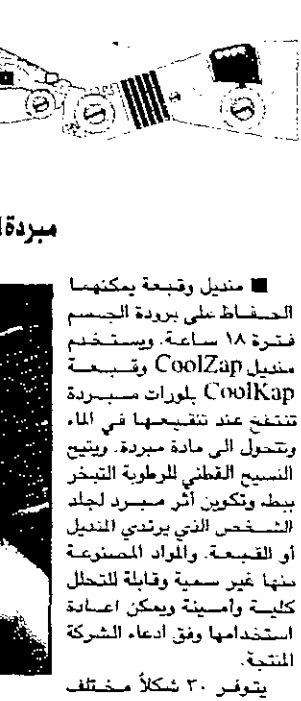 مبردة
■ منديل وقبعة يمكنهما
الحفاظ على برودة الجسم
فترة ١٨ ساعة. ويستخدم
منديل CoolZap وقبعة
CoolKap بلورات مبردة
تنتفخ عند تنقيعها في الماء
وتتحول الى مادة مبردة. ويتيح
النسيج القطني للرطوبة التبخر
ببطء وتكوين أثر مبرد لجلد
الشخص الذي يرتدي المنديل
أو القبعة. والمواد المصنوعة
منها غير سمية وقابلة للتحلل
كلية وأمينة ويمكن اعادة
استخدامها وفق ادعاء الشركة
المنتجة.
يتوفر ٣٠ شكلاً مختلف